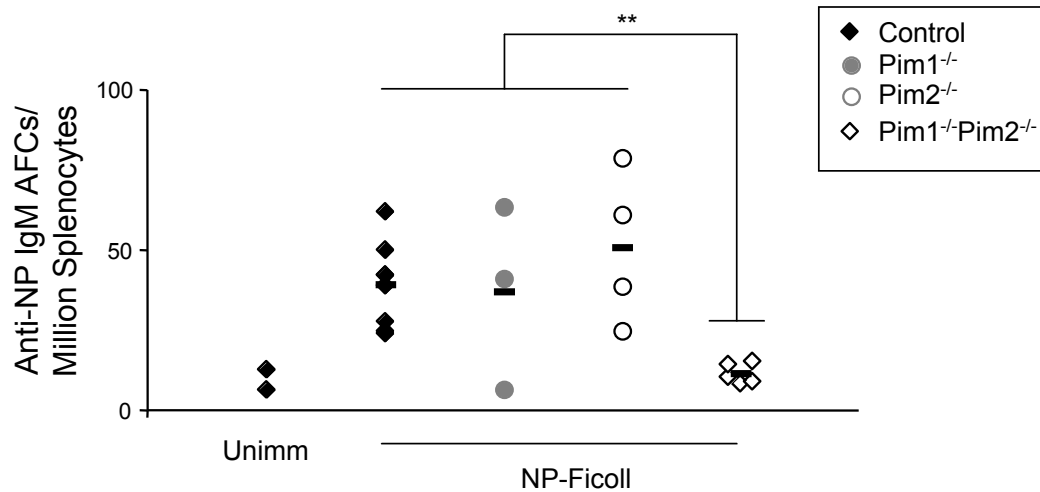 **
Control
Pim1-/-
Pim2-/-
Pim1-/-Pim2-/-
Anti-NP IgM AFCs/
Million Splenocytes
100
50
0
Unimm
NP-Ficoll